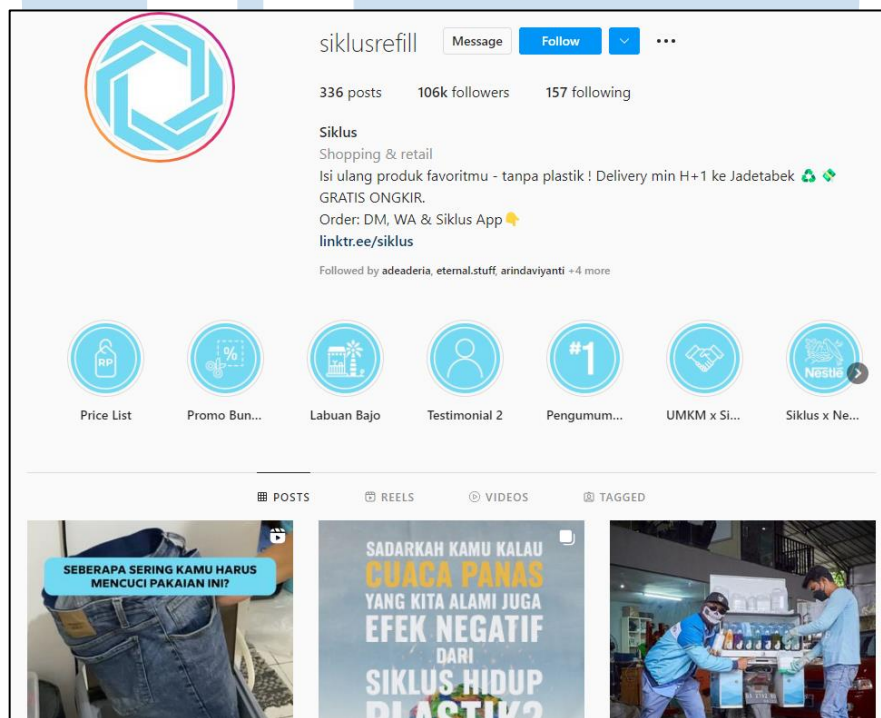 siklusrefill Message Follow
336 posts 106k followers 157 following
Siklus
Shopping & retail
Isi ulang produk favoritmu - tanpa plastik ! Delivery min H+1 ke Jadetabek
GRATIS ONGKIR.
Order: DM, WA & Siklus App
linktr.ee/siklus
Followed by adeaderia, eternal.stuff, arindaviyanti +4 more
RP
%
#1
Nestlé
Price List
Promo Bun...
Labuan Bajo
Testimonial 2
Pengumum...
UMKM x Si...
Siklus x Ne...
POSTS REELS VIDEOS TAGGED
SEBERAPA SERING KAMU HARUS
MENCUCI PAKAIAN INI?
SADARKAH KAMU KALAU
CUACA PANAS
YANG KITA ALAMI JUGA
EFEK NEGATIF
DARI
SIKLUS HIDUP
PLASTIK?